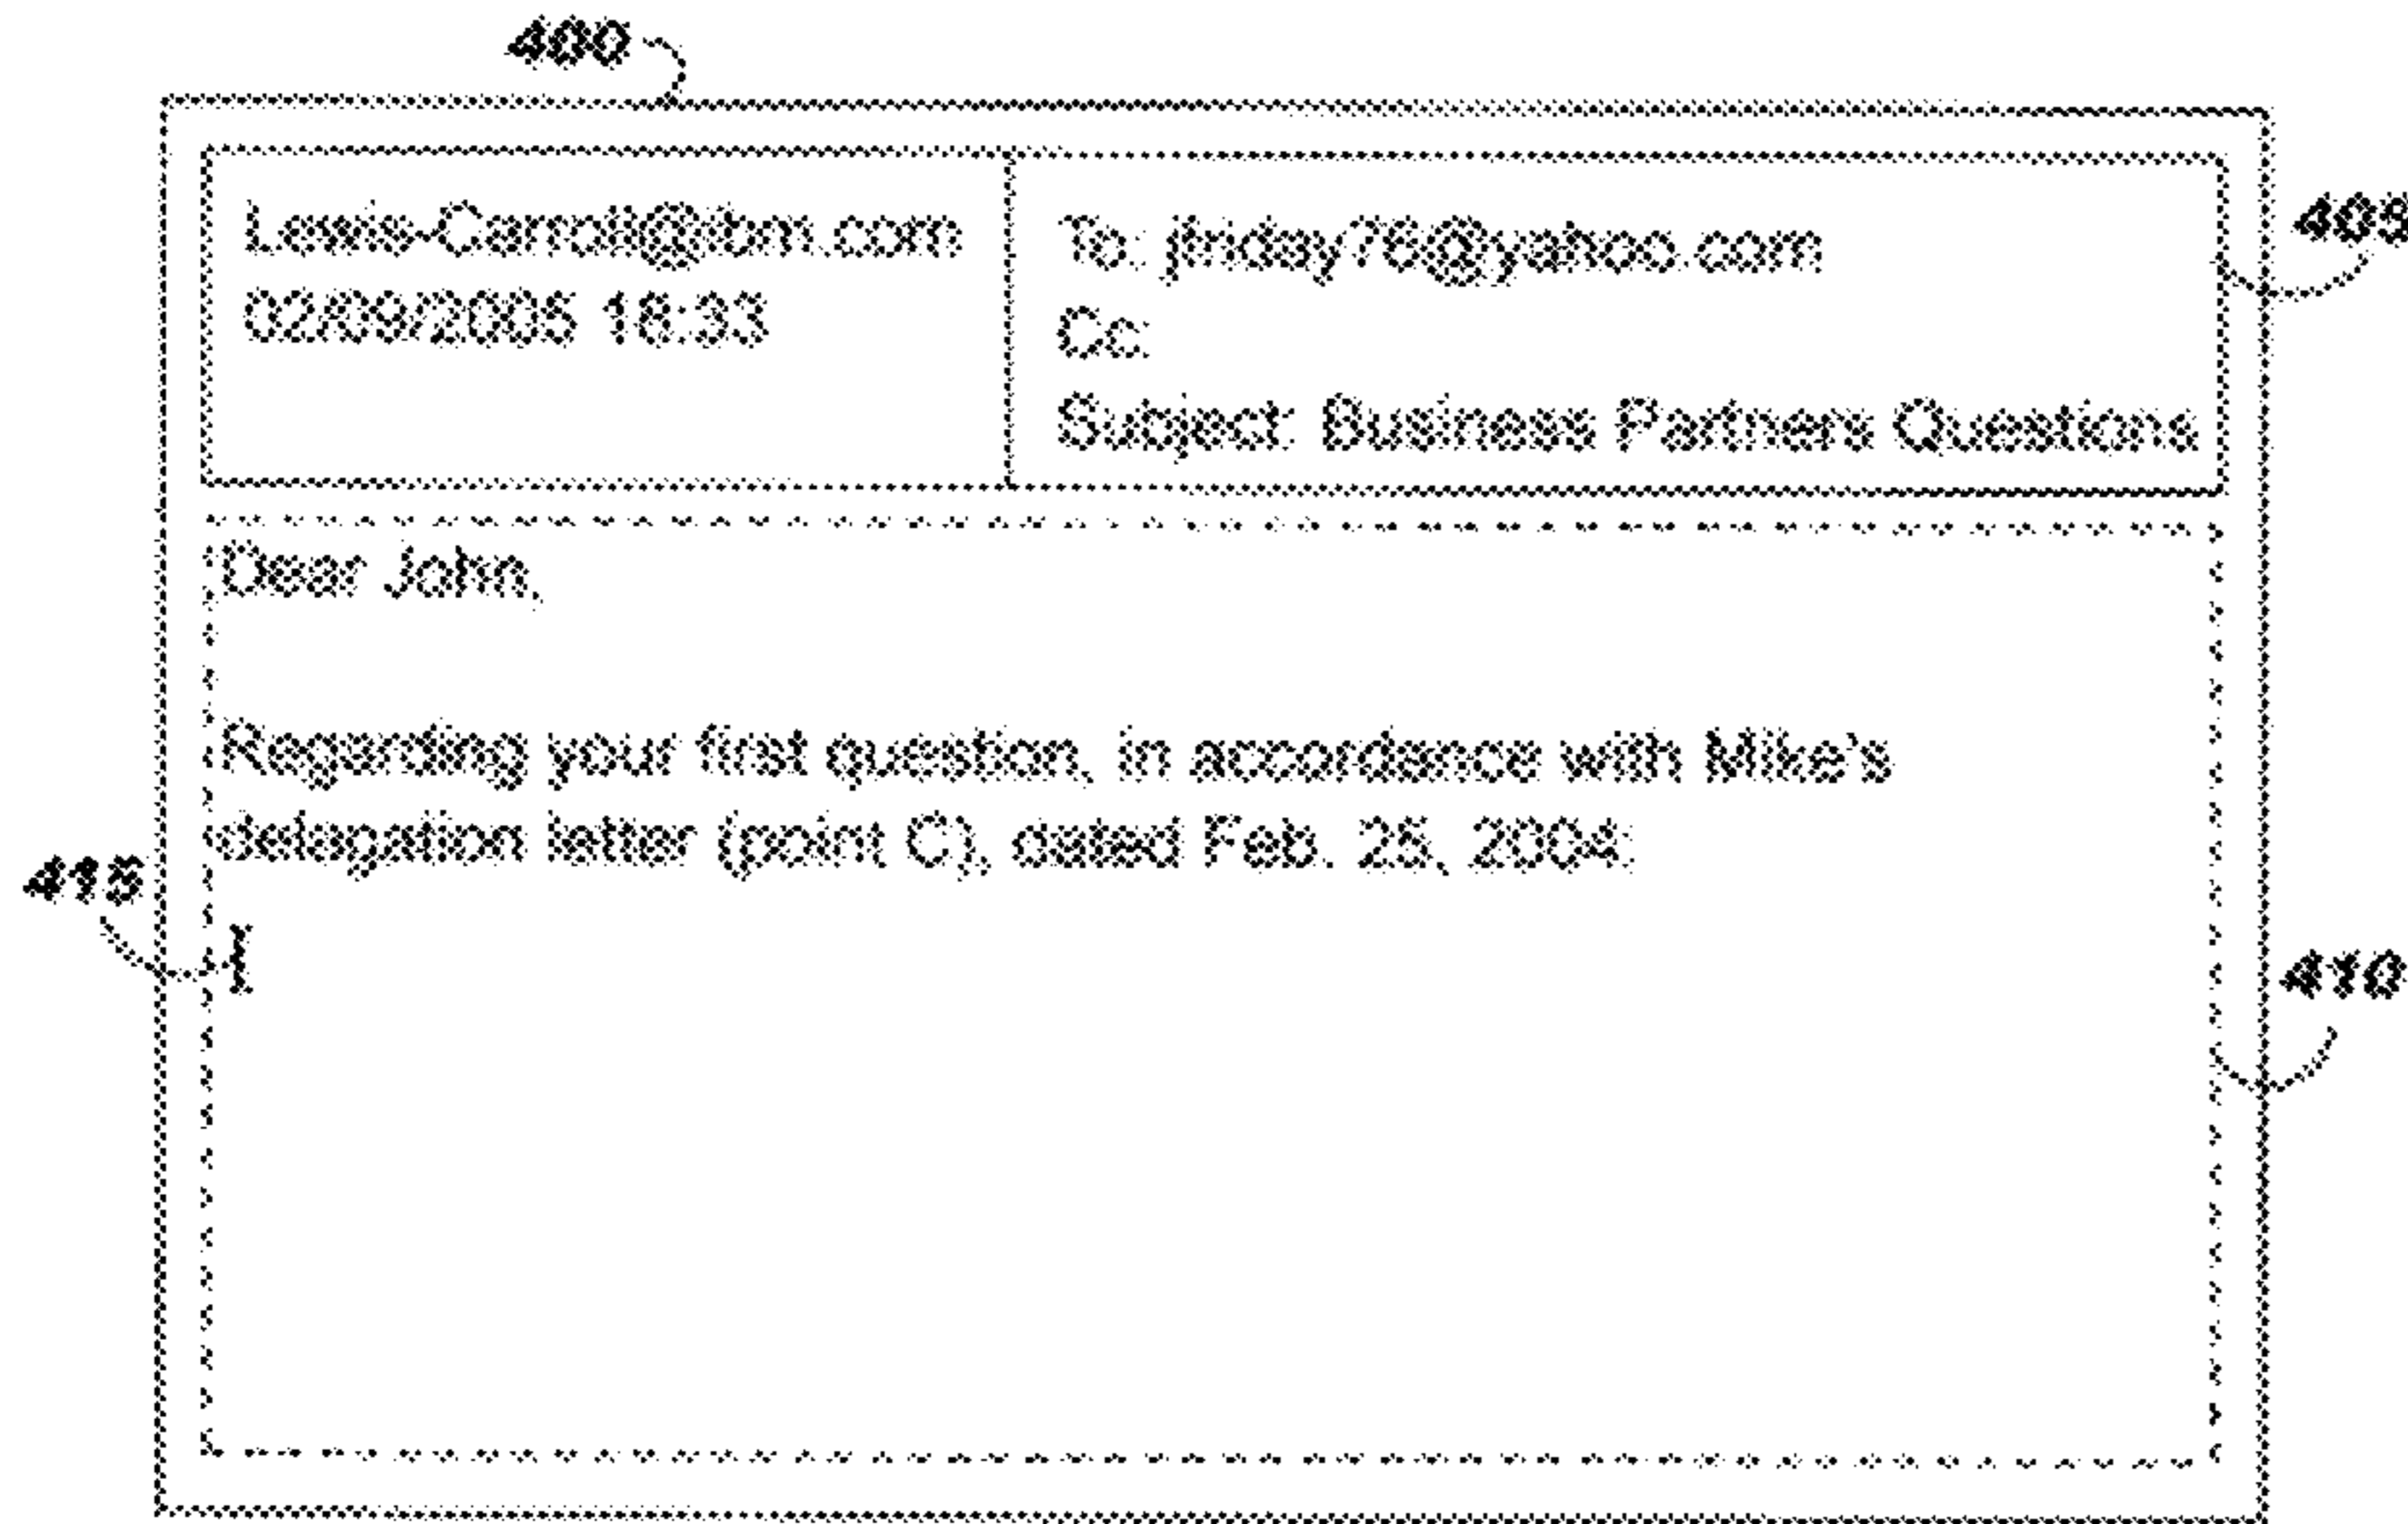 400
Lewis-Carroll@ibm.com
02/09/2005 18:33
To: jfriday76@yahoo.com
Cc:
Subject: Business Partners Questions
405
Dear John,
Regarding your first question, in accordance with Mike's
delegation letter (point C), dated Feb. 25, 2004:
415
410